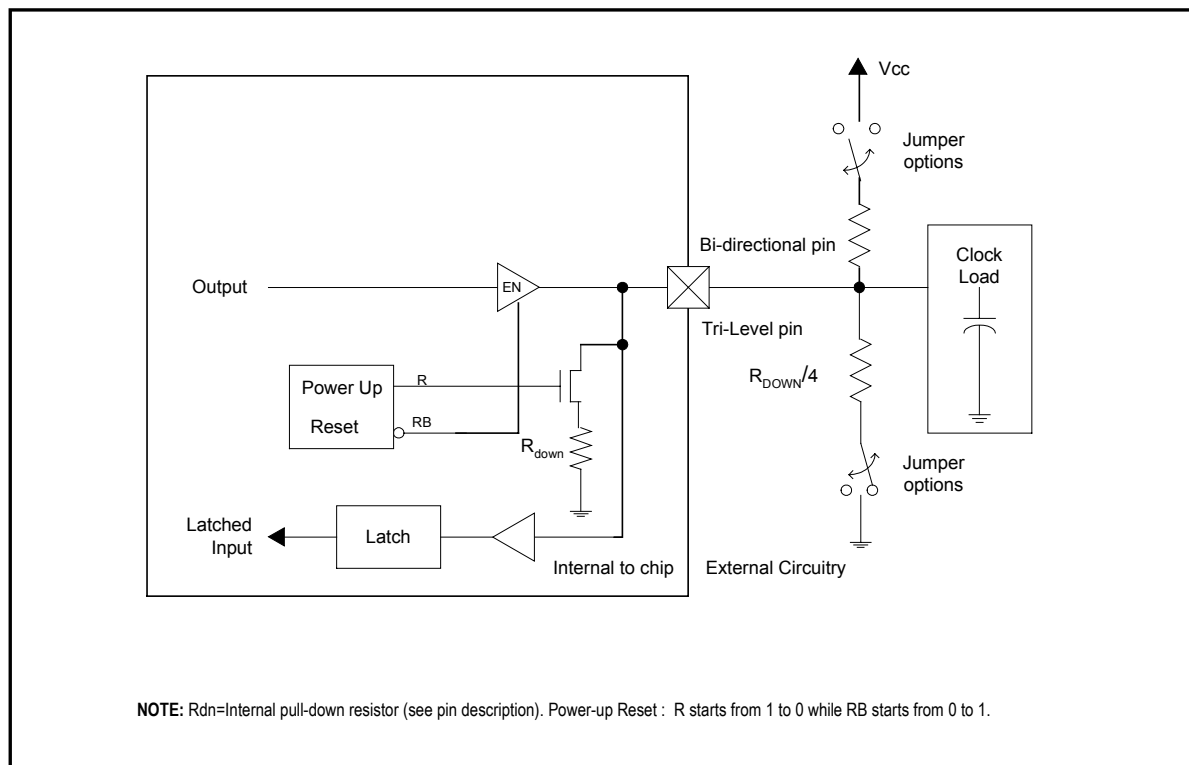 Vcc
Jumper
options
Bi-directional pin
Clock
Load
Output
EN
Tri-Level pin
Power Up
Reset
R
RB
R_DOWN/4
R_down
Jumper
options
Latched
Input
Latch
Internal to chip
External Circuitry
NOTE: Rdn=Internal pull-down resistor (see pin description). Power-up Reset : R starts from 1 to 0 while RB starts from 0 to 1.